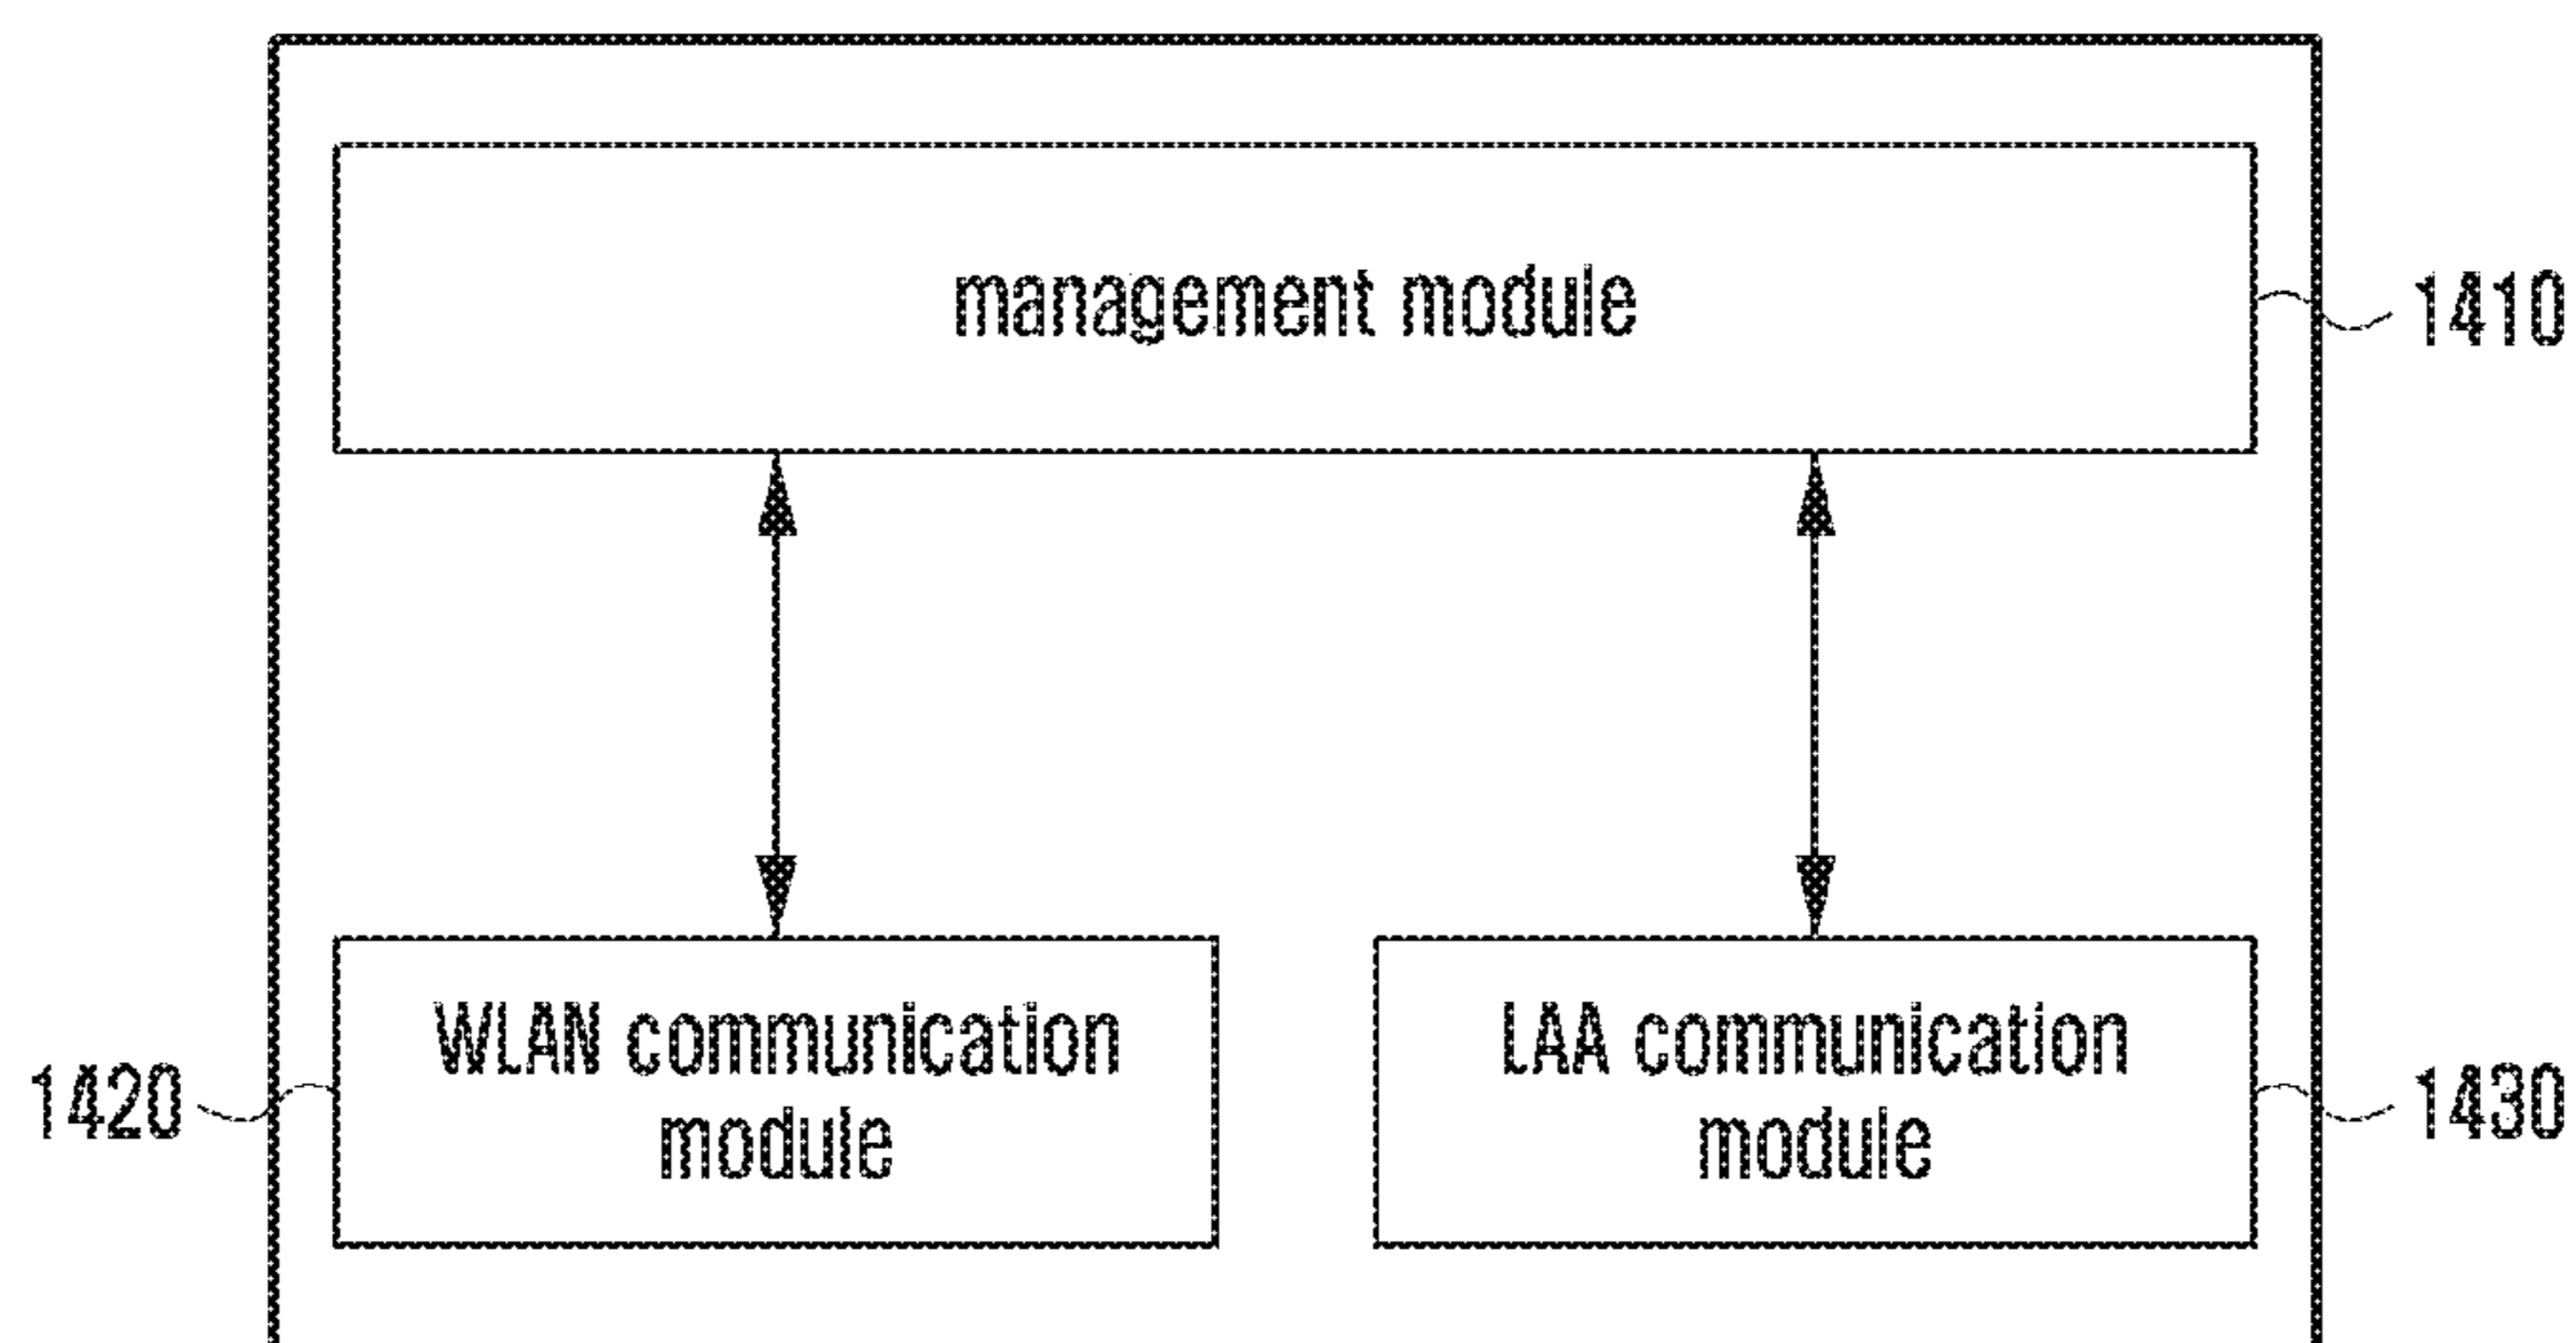 management module
1410
WLAN communication
module
1420
LAA communication
module
1430